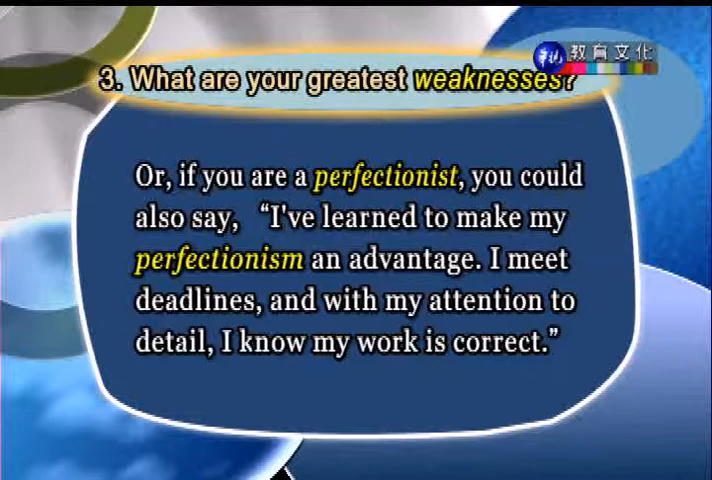 華視 教育文化
3. What are your greatest weaknesses?
Or, if you are a perfectionist, you could
also say, “I've learned to make my
perfectionism an advantage. I meet
deadlines, and with my attention to
detail, I know my work is correct.”